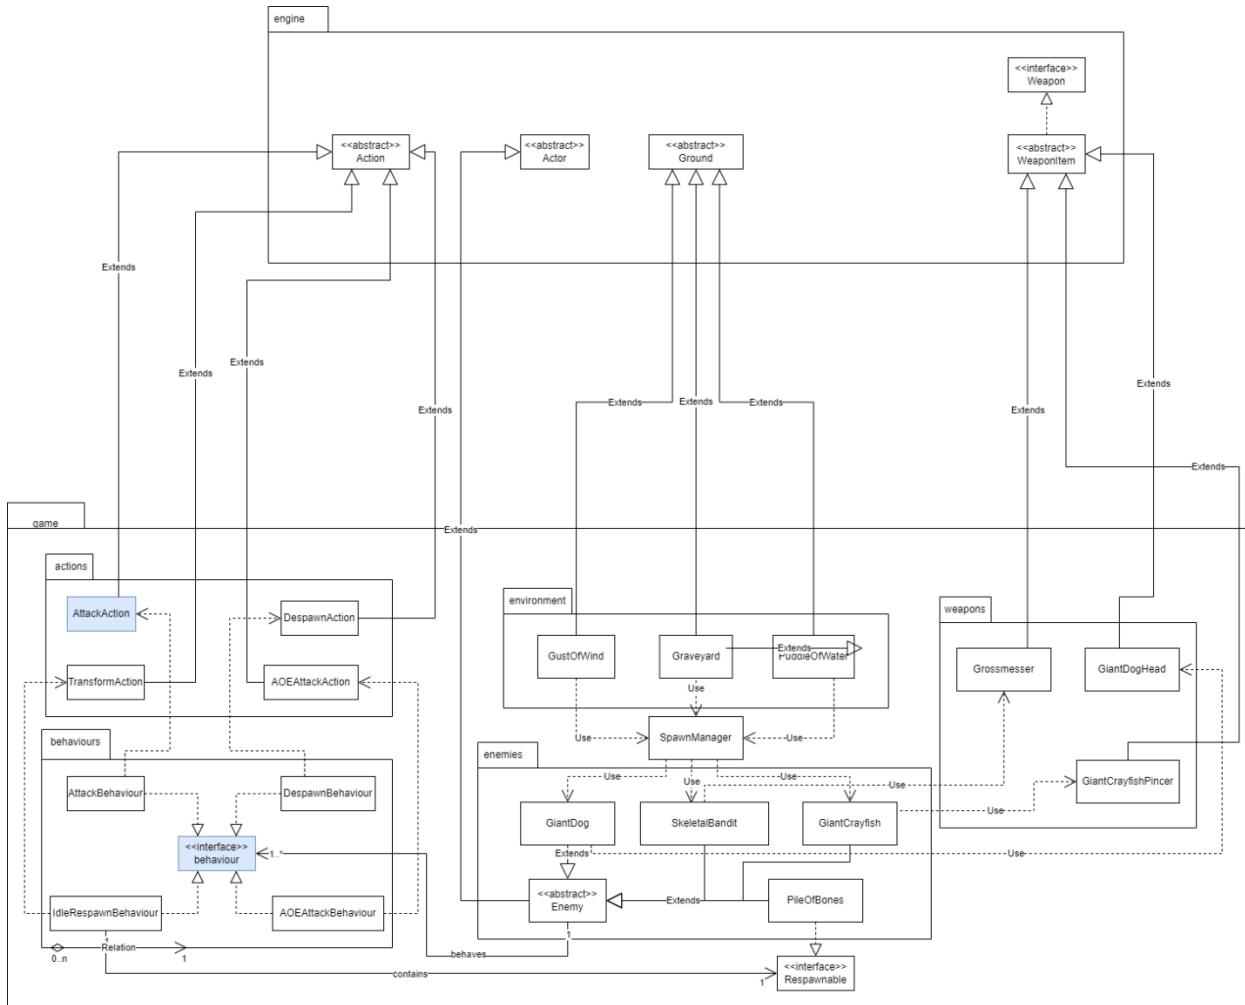 engine
<<interface>>
Weapon
<<abstract>>
Action
<<abstract>>
Actor
<<abstract>>
Ground
<<abstract>>
WeaponItem
Extends
Extends
Extends
Extends
Extends
Extends
Extends
Extends
Extends
Extends
Extends
game
actions
AttackAction
DespawnAction
TransformAction
AOEAttackAction
environment
GustOfWind
Graveyard
Extends
PuddleOfWater
Use
Use
SpawnManager
Use
weapons
Grossmesser
GiantDogHead
GiantCrayfishPincer
behaviours
AttackBehaviour
DespawnBehaviour
<<interface>>
behaviour
1..*
IdleRespawnBehaviour
AOEAttackBehaviour
Relation
0..n
1
enemies
Use
Use
Use
Use
Use
Use
GiantDog
SkeletalBandit
GiantCrayfish
Extends
<<abstract>>
Enemy
Extends
PileOfBones
1
behaves
contains
1
<<interface>>
Respawnable